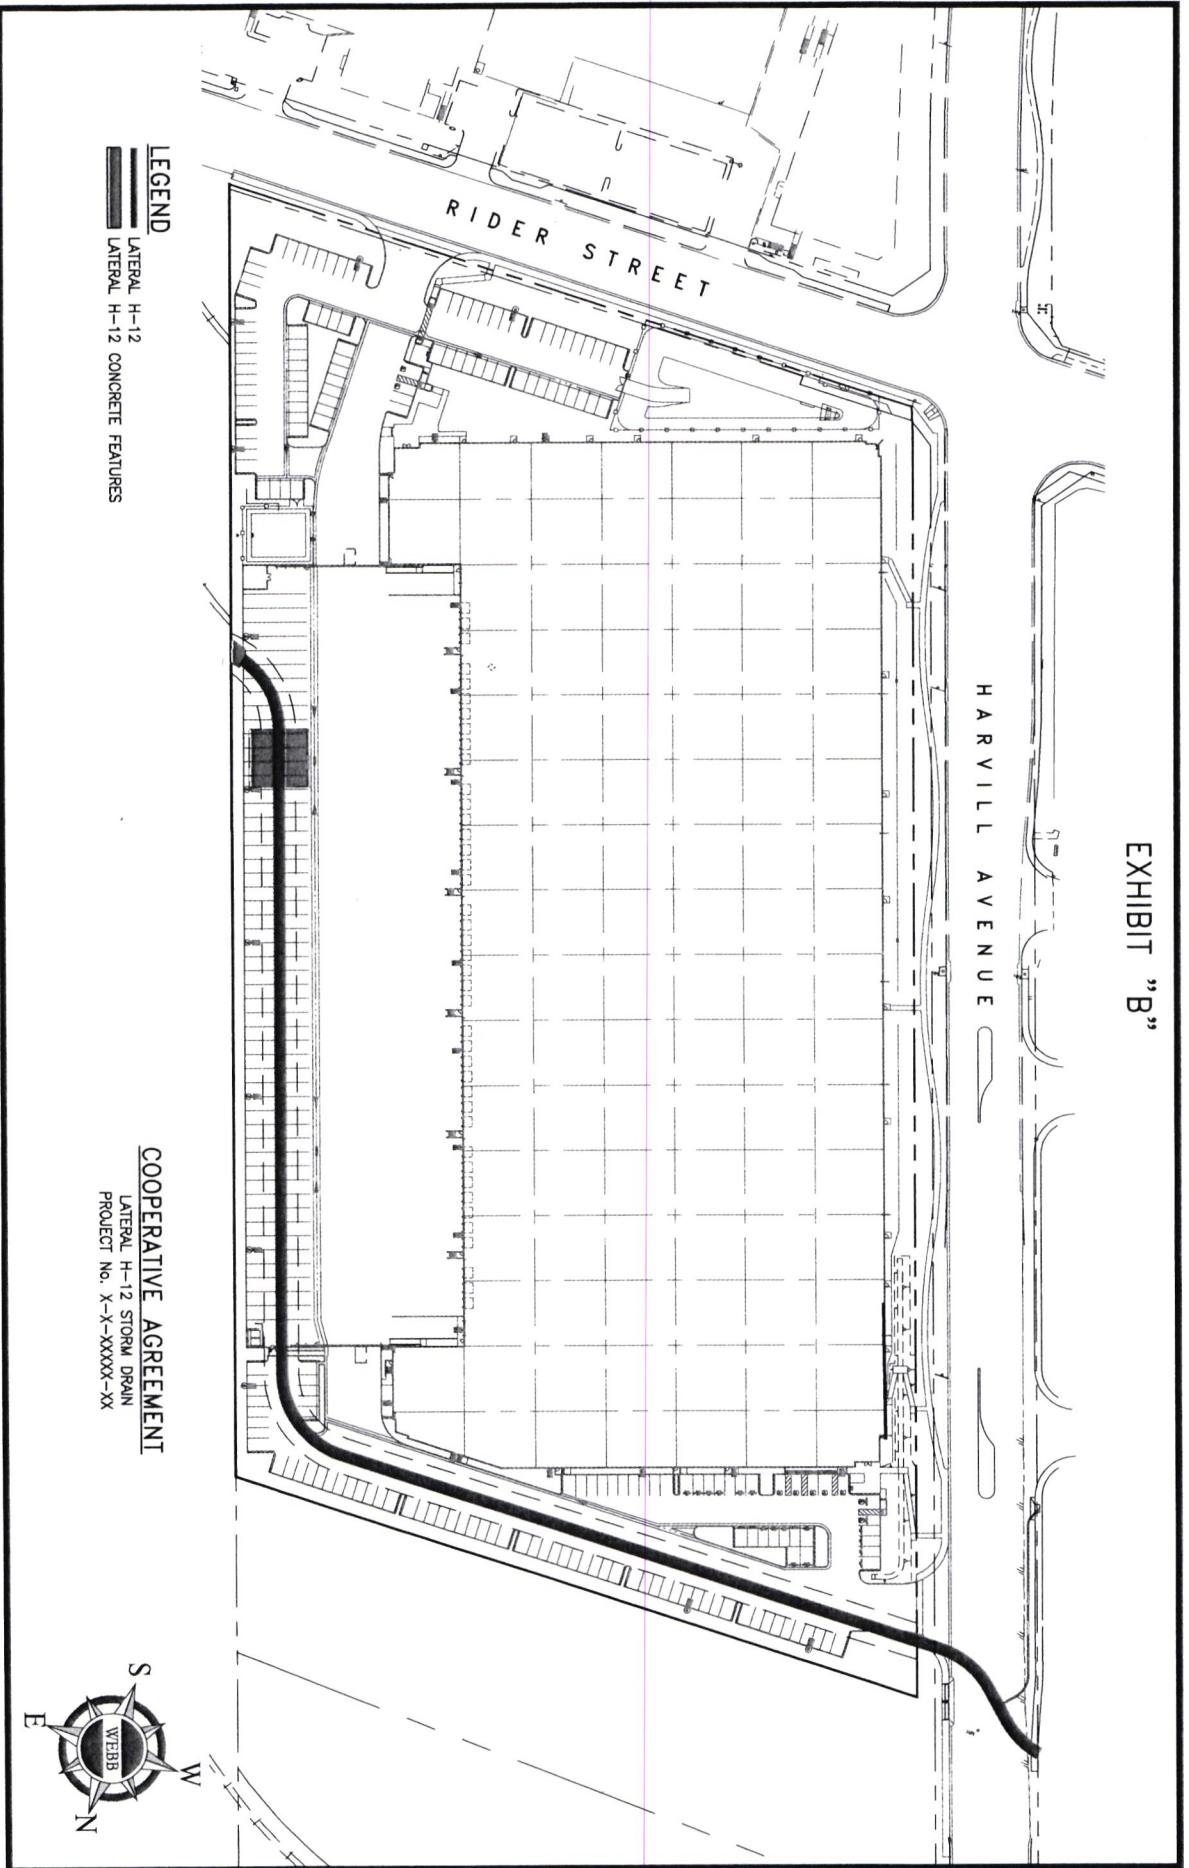 EXHIBIT "B"
HARVILL AVENUE
RIDER STREET
LEGEND
LATERAL H-12
LATERAL H-12 CONCRETE FEATURES
COOPERATIVE AGREEMENT
LATERAL H-12 STORM DRAIN
PROJECT No. X-X-XXXXX-XX
S
W
E
N
WEBB